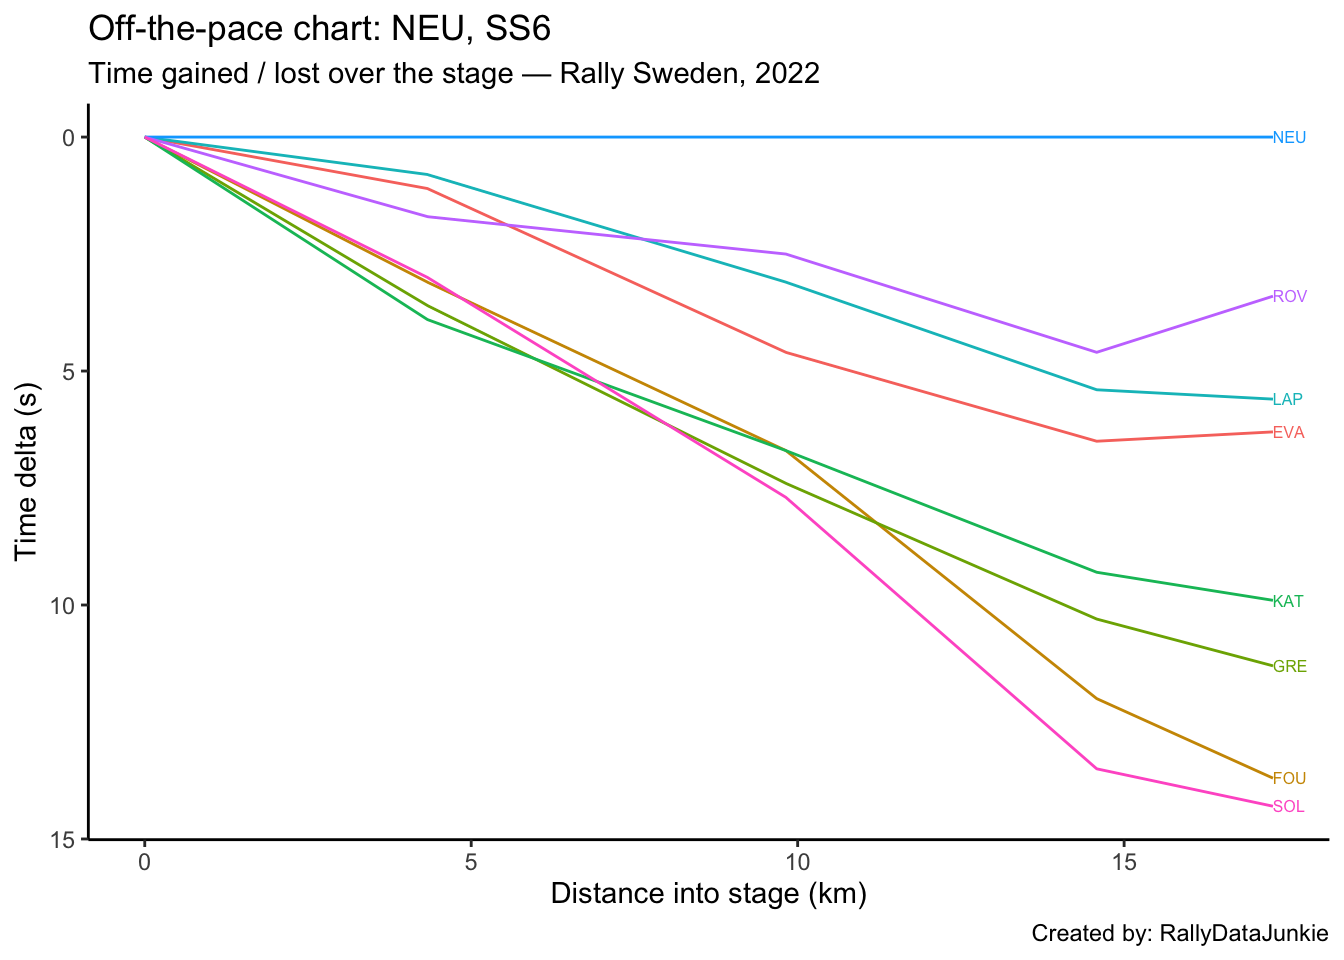 Off-the-pace chart: NEU, SS6
Time gained / lost over the stage — Rally Sweden, 2022
0
5
10
15
Time delta (s)
NEU
ROV
LAP
EVA
KAT
GRE
FOU
SOL
0 5 10 15
Distance into stage (km)
Created by: RallyDataJunkie